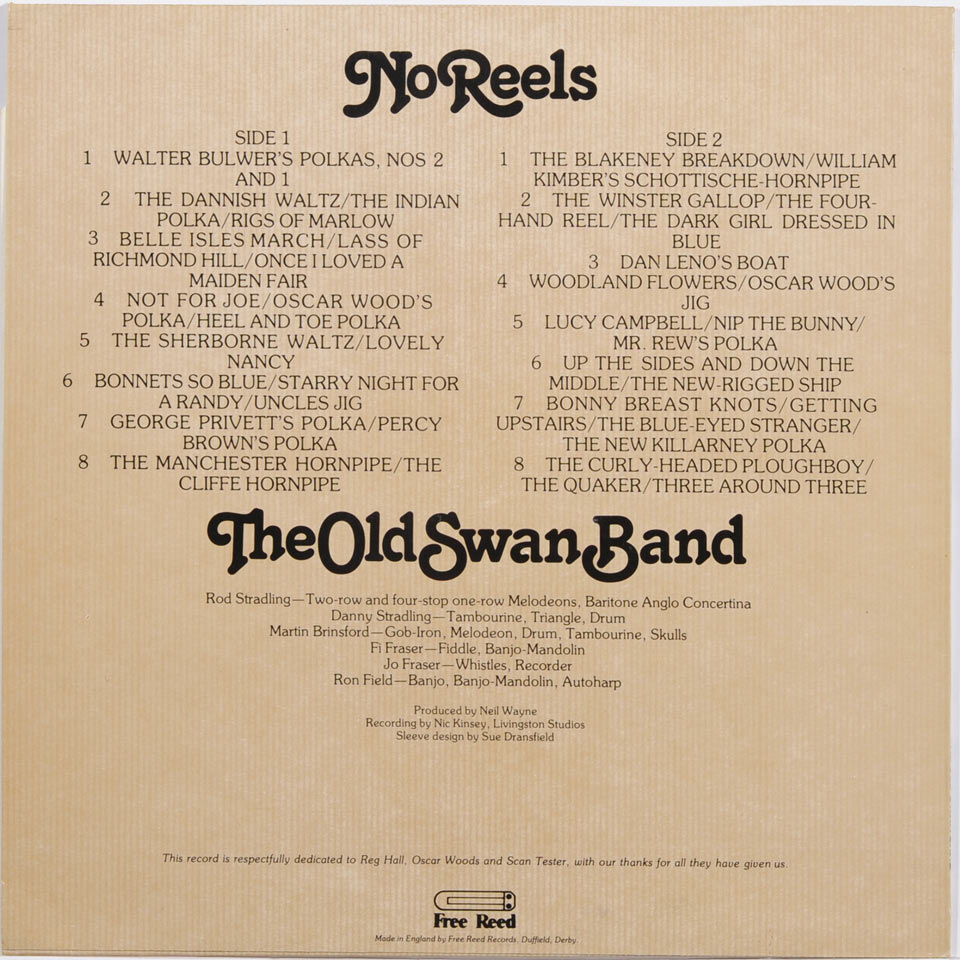 No Reels
SIDE 1
1 WALTER BULWER'S POLKAS, NOS 2
AND 1
2 THE DANNISH WALTZ/THE INDIAN
POLKA/RIGS OF MARLOW
3 BELLE ISLES MARCH/LASS OF
RICHMOND HILL/ONCE I LOVED A
MAIDEN FAIR
4 NOT FOR JOE/OSCAR WOOD'S
POLKA/HEEL AND TOE POLKA
5 THE SHERBORNE WALTZ/LOVELY
NANCY
6 BONNETS SO BLUE/STARRY NIGHT FOR
A RANDY/UNCLES JIG
7 GEORGE PRIVETT'S POLKA/PERCY
BROWN'S POLKA
8 THE MANCHESTER HORNPIPE/THE
CLIFFE HORNPIPE
SIDE 2
1 THE BLAKENEY BREAKDOWN/WILLIAM
KIMBER'S SCHOTTISCHE-HORNPIPE
2 THE WINSTER GALLOP/THE FOUR-
HAND REEL/THE DARK GIRL DRESSED IN
BLUE
3 DAN LENO'S BOAT
4 WOODLAND FLOWERS/OSCAR WOOD'S
JIG
5 LUCY CAMPBELL/NIP THE BUNNY/
MR. REW'S POLKA
6 UP THE SIDES AND DOWN THE
MIDDLE/THE NEW-RIGGED SHIP
7 BONNY BREAST KNOTS/GETTING
UPSTAIRS/THE BLUE-EYED STRANGER/
THE NEW KILLARNEY POLKA
8 THE CURLY-HEADED PLOUGHBOY/
THE QUAKER/THREE AROUND THREE
The Old Swan Band
Rod Stradling—Two-row and four-stop one-row Melodeons, Baritone Anglo Concertina
Danny Stradling—Tambourine, Triangle, Drum
Martin Brinsford—Gob-Iron, Melodeon, Drum, Tambourine, Skulls
Fi Fraser—Fiddle, Banjo-Mandolin
Jo Fraser—Whistles, Recorder
Ron Field—Banjo, Banjo-Mandolin, Autoharp
Produced by Neil Wayne
Recording by Nic Kinsey, Livingston Studios
Sleeve design by Sue Dransfield
This record is respectfully dedicated to Reg Hall, Oscar Woods and Scan Tester, with our thanks for all they have given us.
Free Reed
Made in England by Free Reed Records, Duffield, Derby.